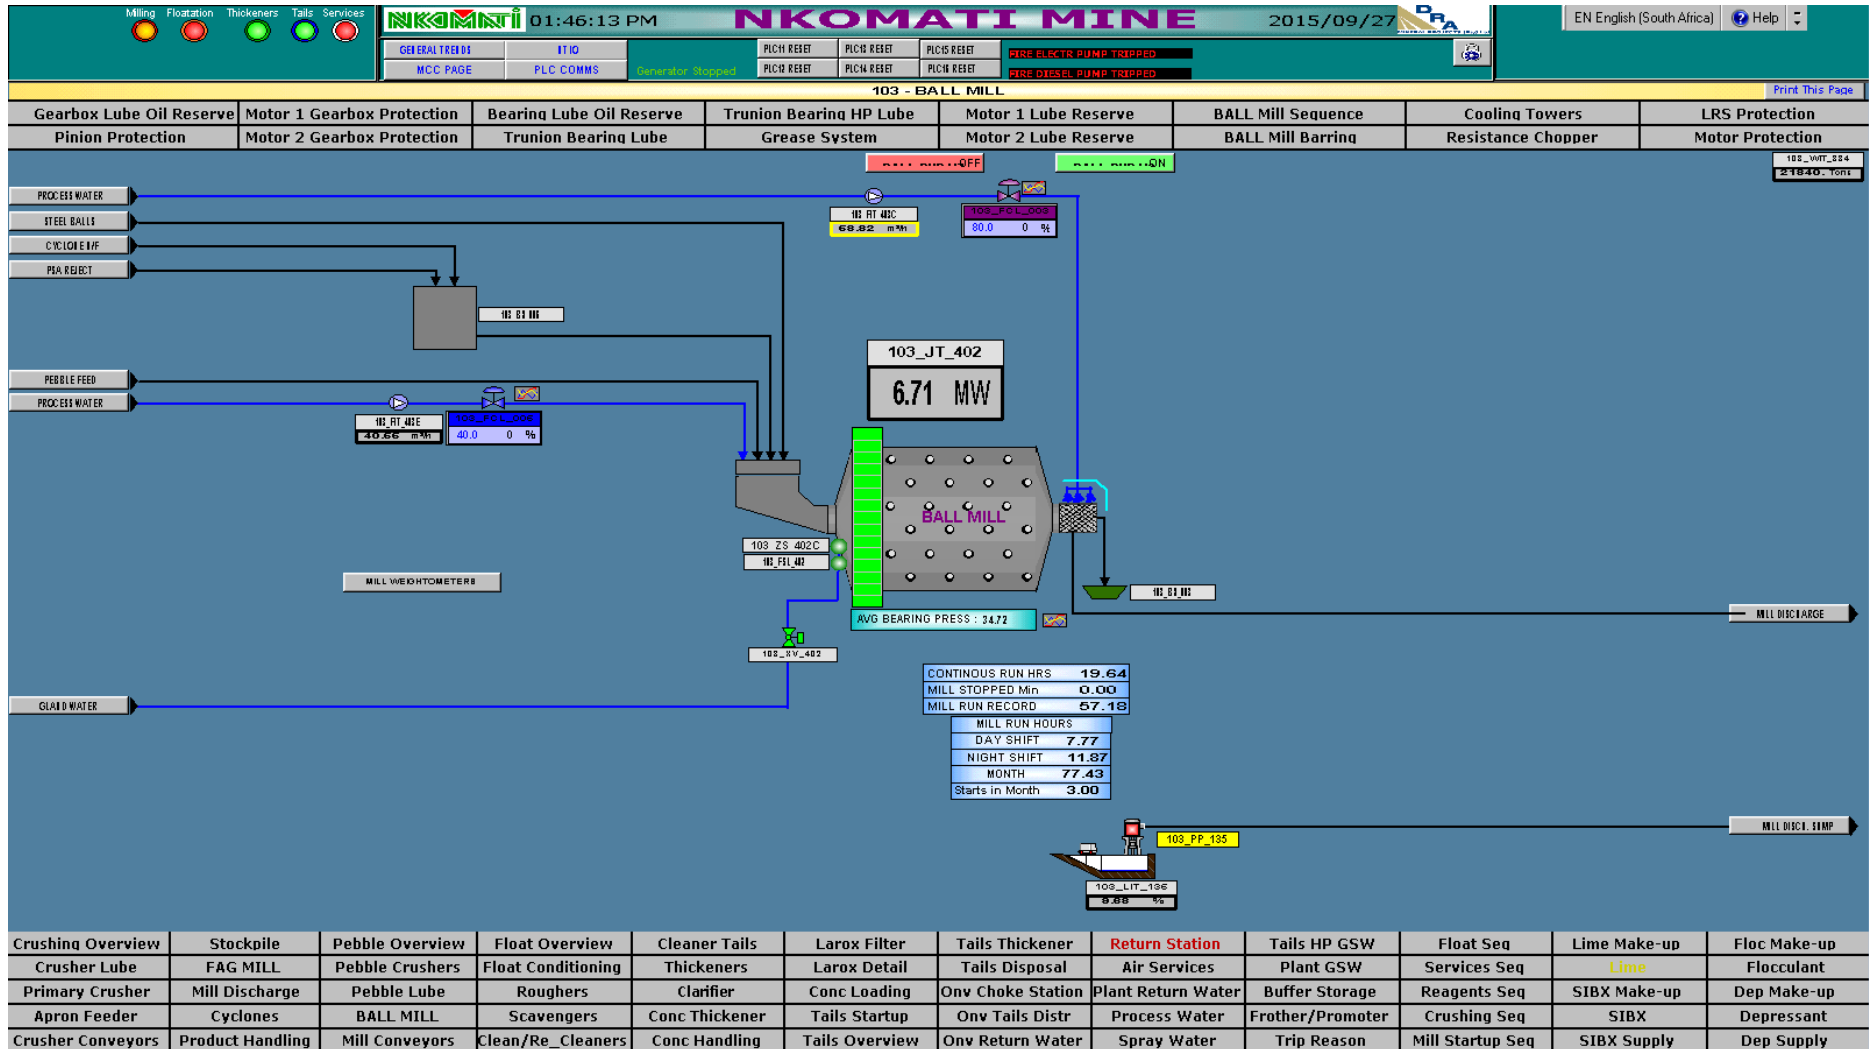 Milling Floatation Thickeners Tails Services
NKOMATI 01:46:13 PM NKOMATI MINE 2015/09/27 DRA
EN English (South Africa) Help
GENERAL TRENDS
MCC PAGE PLC COMMS Generator Stopped
PLC11 RESET PLC12 RESET PLC15 RESET FIRE ELECTR PUMP TRIPPED
PLC13 RESET PLC14 RESET PLC16 RESET FIRE DIESEL PUMP TRIPPED
103 - BALL MILL Print This Page
Gearbox Lube Oil Reserve Motor 1 Gearbox Protection Bearing Lube Oil Reserve Trunion Bearing HP Lube Motor 1 Lube Reserve BALL Mill Sequence Cooling Towers LRS Protection
Pinion Protection Motor 2 Gearbox Protection Trunion Bearing Lube Grease System Motor 2 Lube Reserve BALL Mill Barring Resistance Chopper Motor Protection
OFF ON
103_WIT_334
21840. Tons
PROCESS WATER
STEEL BALLS
CYCLONE U/F
PSA REJECT
103 FIT 403C
68.82 m³/h
80.0 0 %
103_JT_402
6.71 MW
PEBBLE FEED
PROCESS WATER
103_FIT_403E
40.66 m³/h
40.0 0 %
BALL MILL
103 ZS 402C
103_FSL_402
MILL WEIGHTOMETERS
AVG BEARING PRESS : 34.72
MILL DISCHARGE
103_XV_402
GLAND WATER
CONTINOUS RUN HRS 19.64
MILL STOPPED Min 0.00
MILL RUN RECORD 57.18
MILL RUN HOURS
DAY SHIFT 7.77
NIGHT SHIFT 11.87
MONTH 77.43
Starts in Month 3.00
103_PP_135
MILL DISCH. SUMP
103_LIT_136
9.88 %
Crushing Overview Stockpile Pebble Overview Float Overview Cleaner Tails Larox Filter Tails Thickener Return Station Tails HP GSW Float Seq Lime Make-up Floc Make-up
Crusher Lube FAG MILL Pebble Crushers Float Conditioning Thickeners Larox Detail Tails Disposal Air Services Plant GSW Services Seq Lime Flocculant
Primary Crusher Mill Discharge Pebble Lube Roughers Clarifier Conc Loading Onv Choke Station Plant Return Water Buffer Storage Reagents Seq SIBX Make-up Dep Make-up
Apron Feeder Cyclones BALL MILL Scavengers Conc Thickener Tails Startup Onv Tails Distr Process Water Frother/Promoter Crushing Seq SIBX Depressant
Crusher Conveyors Product Handling Mill Conveyors Clean/Re_Cleaners Conc Handling Tails Overview Onv Return Water Spray Water Trip Reason Mill Startup Seq SIBX Supply Dep Supply